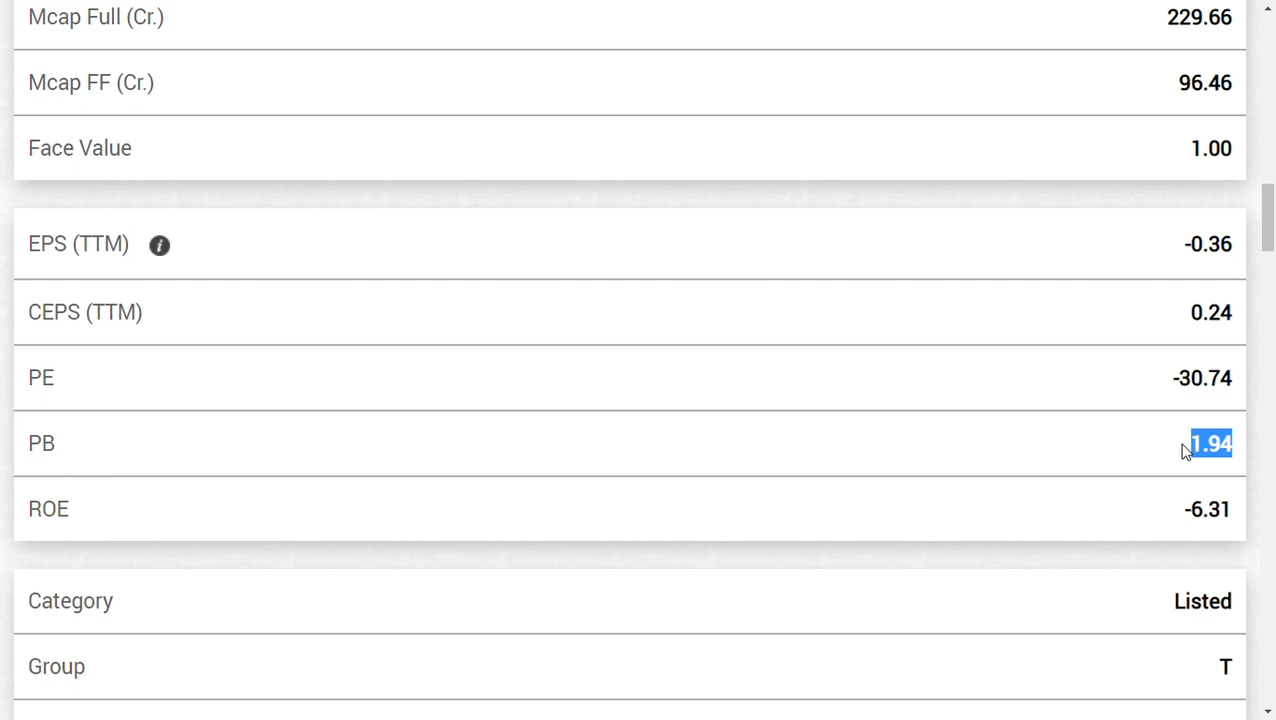 Mcap Full (Cr.) 229.66
Mcap FF (Cr.) 96.46
Face Value 1.00
EPS (TTM) i -0.36
CEPS (TTM) 0.24
PE -30.74
PB 1.94
ROE -6.31
Category Listed
Group T